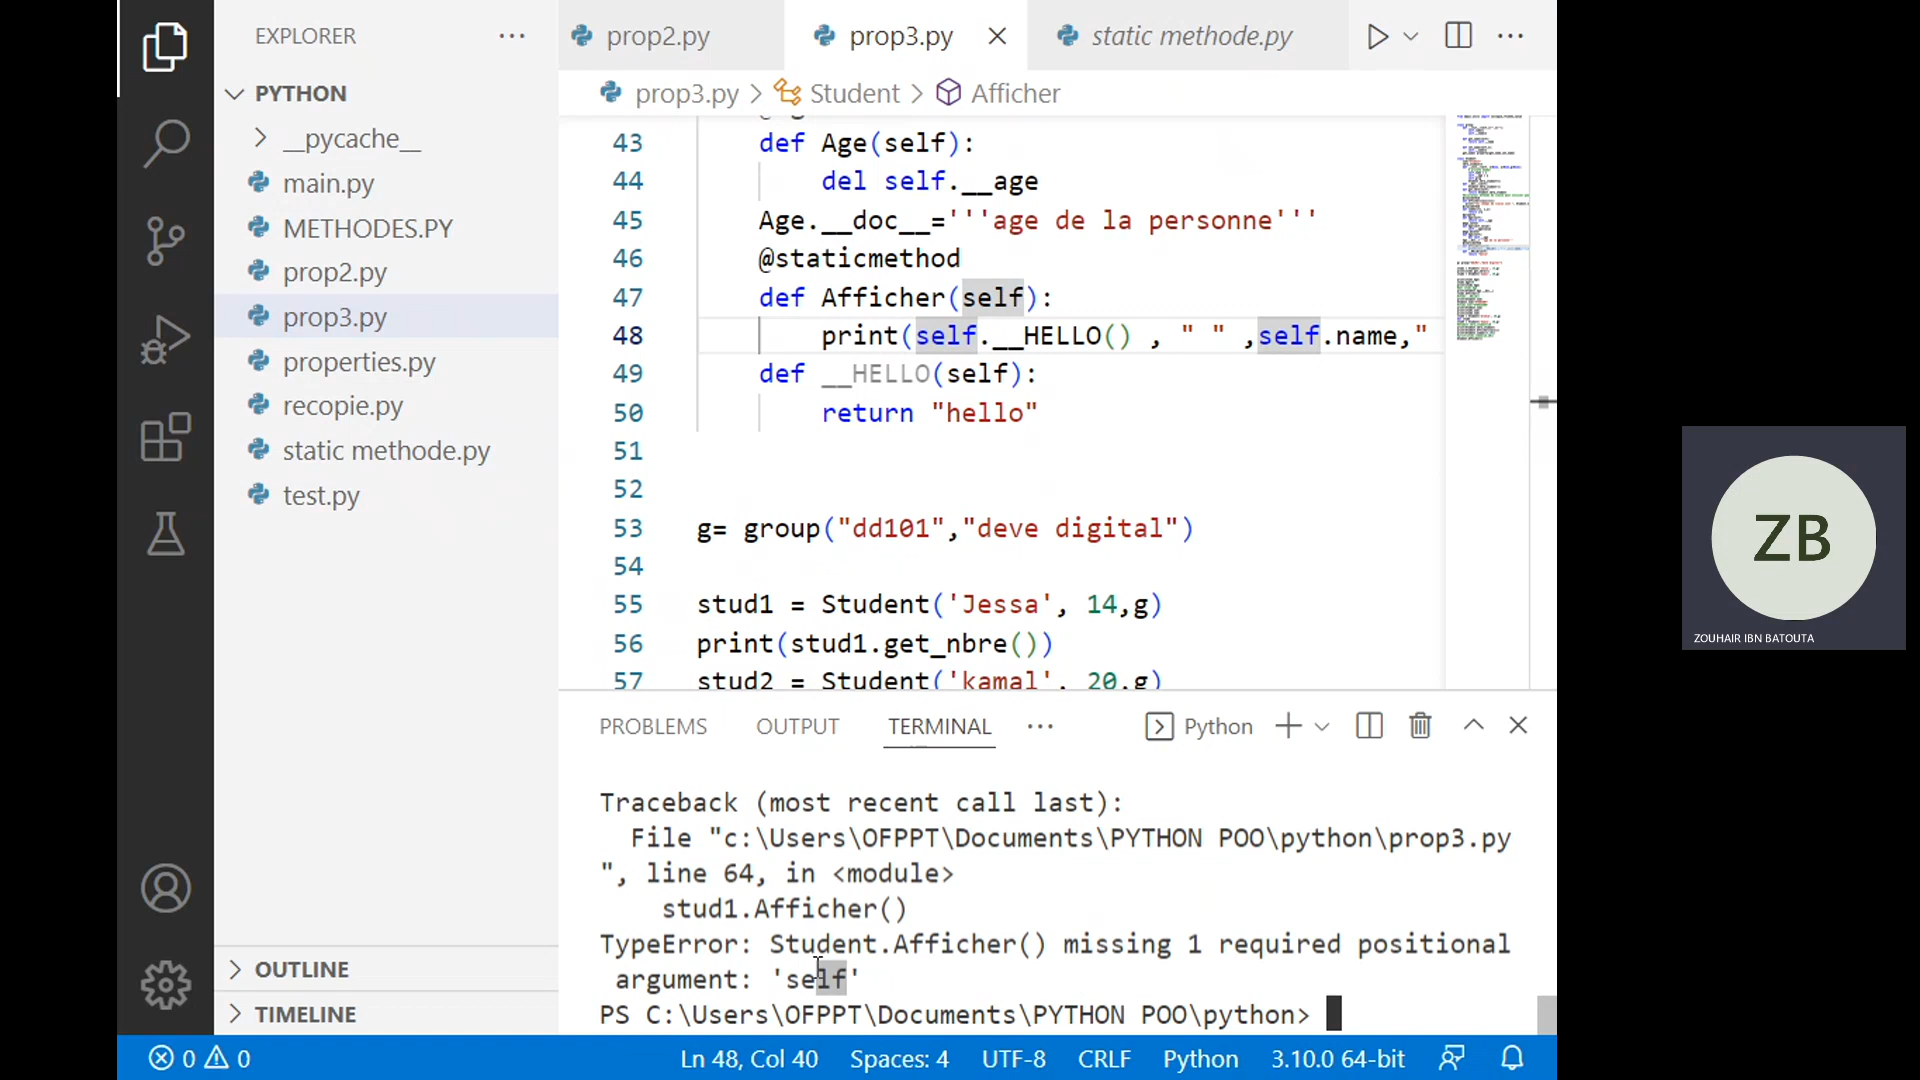 EXPLORER
PYTHON
__pycache__
main.py
METHODES.PY
prop2.py
prop3.py
properties.py
recopie.py
static methode.py
test.py
OUTLINE
TIMELINE
prop2.py
prop3.py
static methode.py
prop3.py > Student > Afficher
43 def Age(self):
44 del self.__age
45 Age.__doc__='''age de la personne'''
46 @staticmethod
47 def Afficher(self):
48 print(self.__HELLO() , " " ,self.name,"
49 def __HELLO(self):
50 return "hello"
51
52
53 g= group("dd101","deve digital")
54
55 stud1 = Student('Jessa', 14,g)
56 print(stud1.get_nbre())
57 stud2 = Student('kamal', 20,g)
PROBLEMS OUTPUT TERMINAL
Python
Traceback (most recent call last):
File "c:\Users\OFPPT\Documents\PYTHON POO\python\prop3.py
", line 64, in <module>
stud1.Afficher()
TypeError: Student.Afficher() missing 1 required positional
argument: 'self'
PS C:\Users\OFPPT\Documents\PYTHON POO\python>
0 0 Ln 48, Col 40 Spaces: 4 UTF-8 CRLF Python 3.10.0 64-bit
ZB
ZOUHAIR IBN BATOUTA